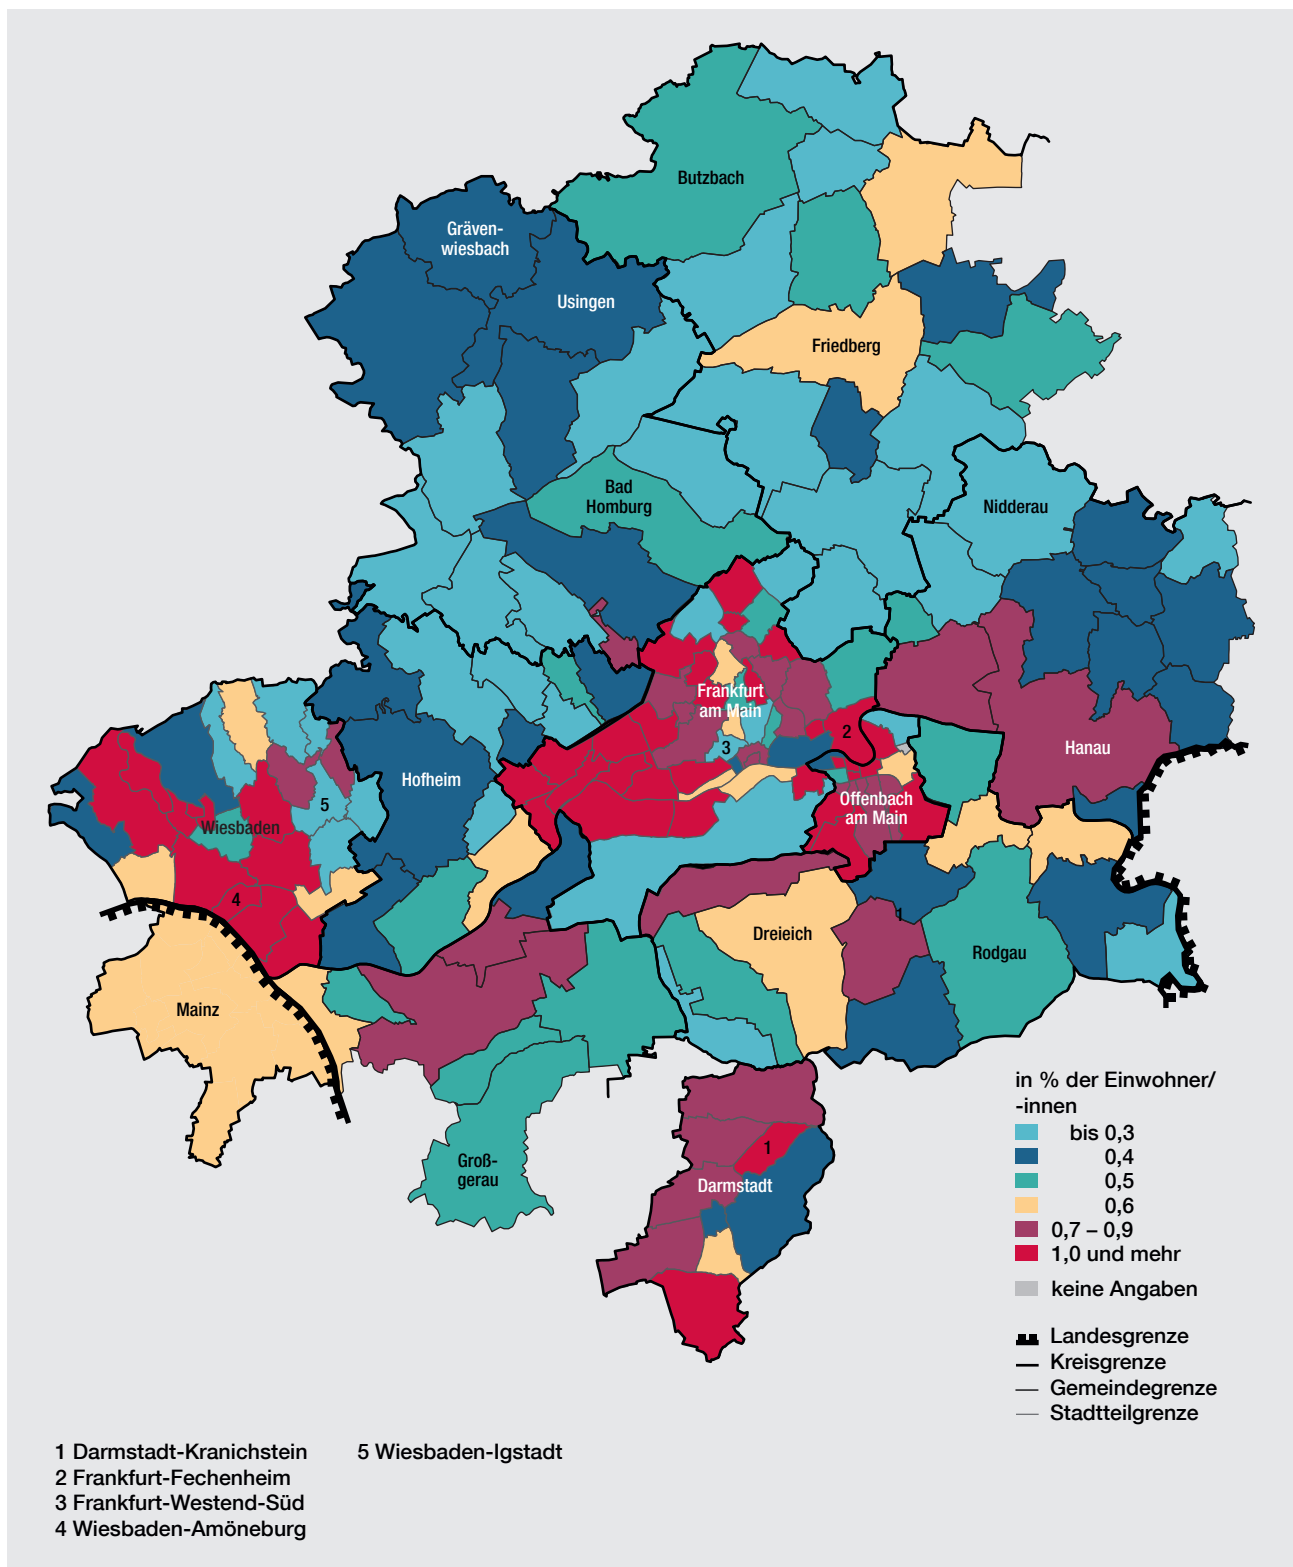 Butzbach
Gräven-
wiesbach
Usingen
Friedberg
Bad
Homburg
Nidderau
Frankfurt
am Main
2
3
Hanau
Hofheim
5
Wiesbaden
Offenbach
am Main
4
1
Dreieich
Rodgau
Mainz
in % der Einwohner/
-innen
bis 0,3
0,4
0,5
0,6
0,7 – 0,9
1,0 und mehr
keine Angaben
1
Groß-
gerau
Darmstadt
Landesgrenze
Kreisgrenze
Gemeindegrenze
Stadtteilgrenze
1 Darmstadt-Kranichstein
2 Frankfurt-Fechenheim
3 Frankfurt-Westend-Süd
4 Wiesbaden-Amöneburg
5 Wiesbaden-Igstadt